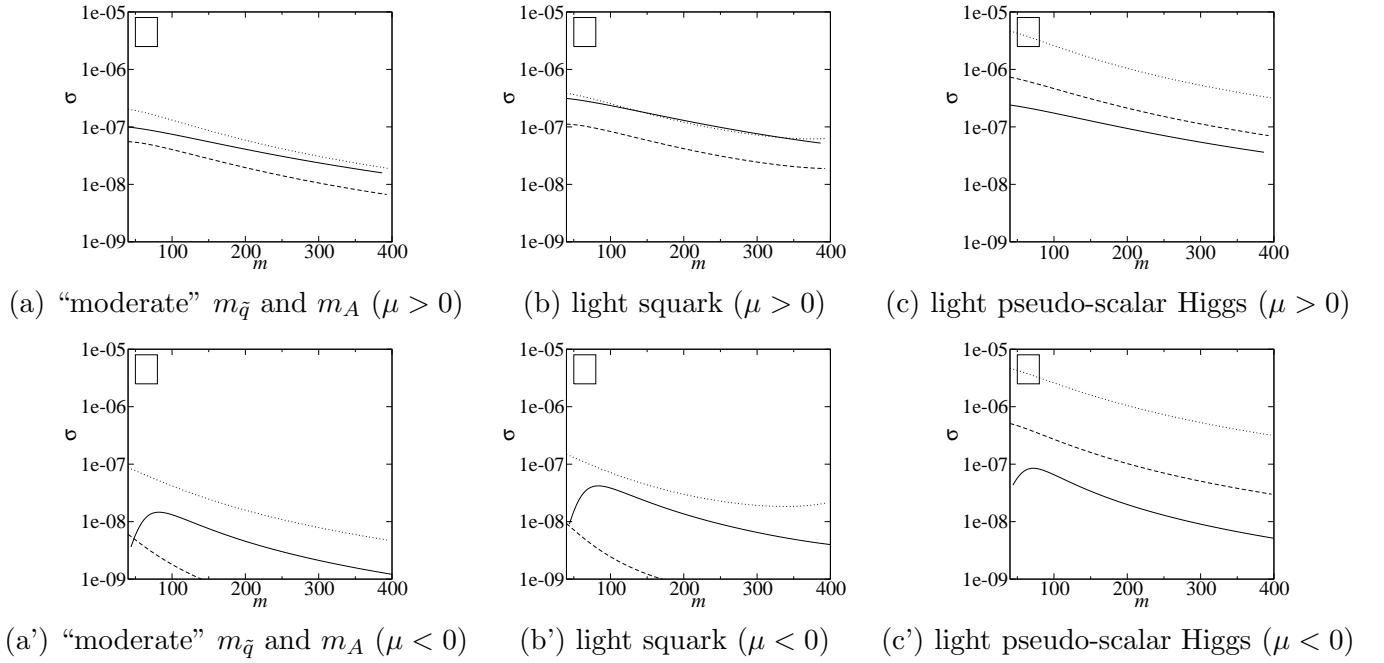 1e-05 1e-05 1e-05
1e-06 1e-06 1e-06
σ σ σ
1e-07 1e-07 1e-07
1e-08 1e-08 1e-08
1e-09 1e-09 1e-09
100 200 300 400 100 200 300 400 100 200 300 400
m m m
(a) “moderate” m_q̃ and m_A (μ > 0) (b) light squark (μ > 0) (c) light pseudo-scalar Higgs (μ > 0)
1e-05 1e-05 1e-05
1e-06 1e-06 1e-06
σ σ σ
1e-07 1e-07 1e-07
1e-08 1e-08 1e-08
1e-09 1e-09 1e-09
100 200 300 400 100 200 300 400 100 200 300 400
m m m
(a’) “moderate” m_q̃ and m_A (μ < 0) (b’) light squark (μ < 0) (c’) light pseudo-scalar Higgs (μ < 0)